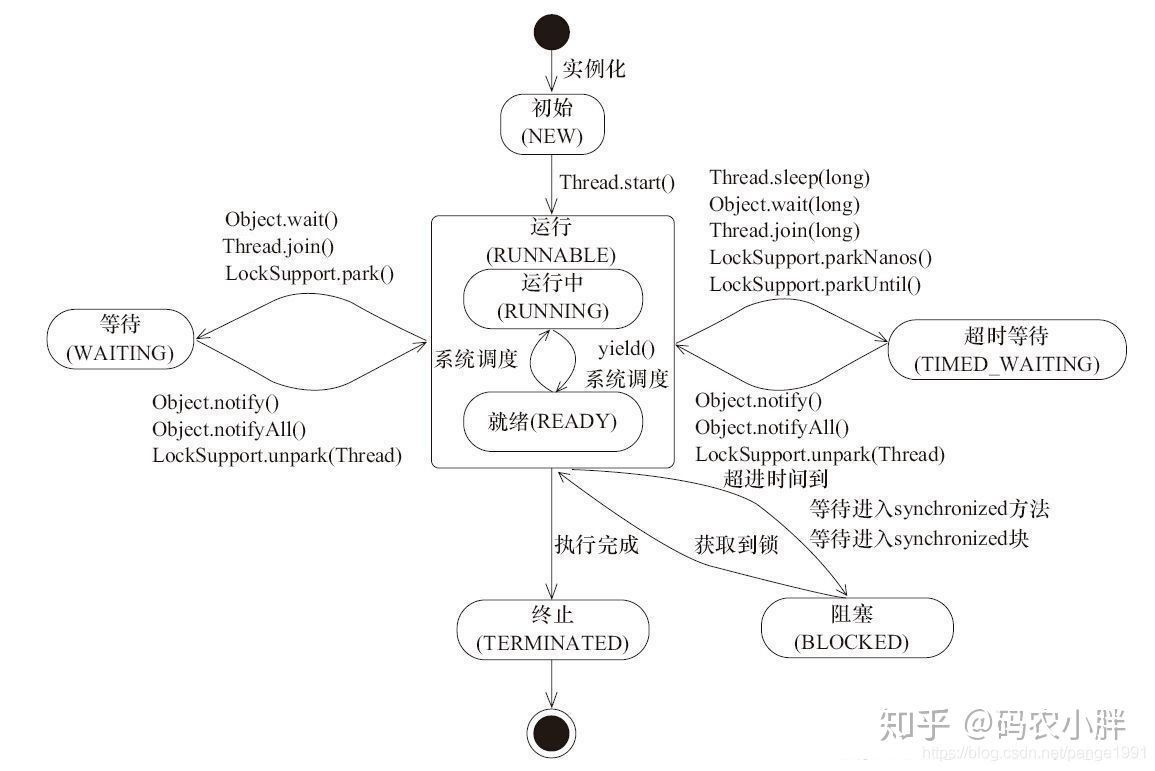 实例化
初始
(NEW)
Thread.start()
Object.wait()
Thread.join()
LockSupport.park()
运行
(RUNNABLE)
运行中
(RUNNING)
系统调度
yield()
系统调度
就绪(READY)
Thread.sleep(long)
Object.wait(long)
Thread.join(long)
LockSupport.parkNanos()
LockSupport.parkUntil()
等待
(WAITING)
超时等待
(TIMED_WAITING)
Object.notify()
Object.notifyAll()
LockSupport.unpark(Thread)
Object.notify()
Object.notifyAll()
LockSupport.unpark(Thread)
超进时间到
等待进入synchronized方法
等待进入synchronized块
执行完成
获取到锁
终止
(TERMINATED)
阻塞
(BLOCKED)
知乎 @码农小胖
https://blog.csdn.net/pange1991